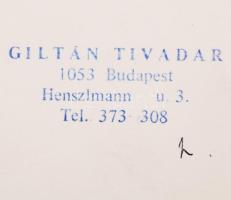 GILTÁN TIVADAR
1053 Budapest
Henszlmann u. 3.
Tel. 373 308